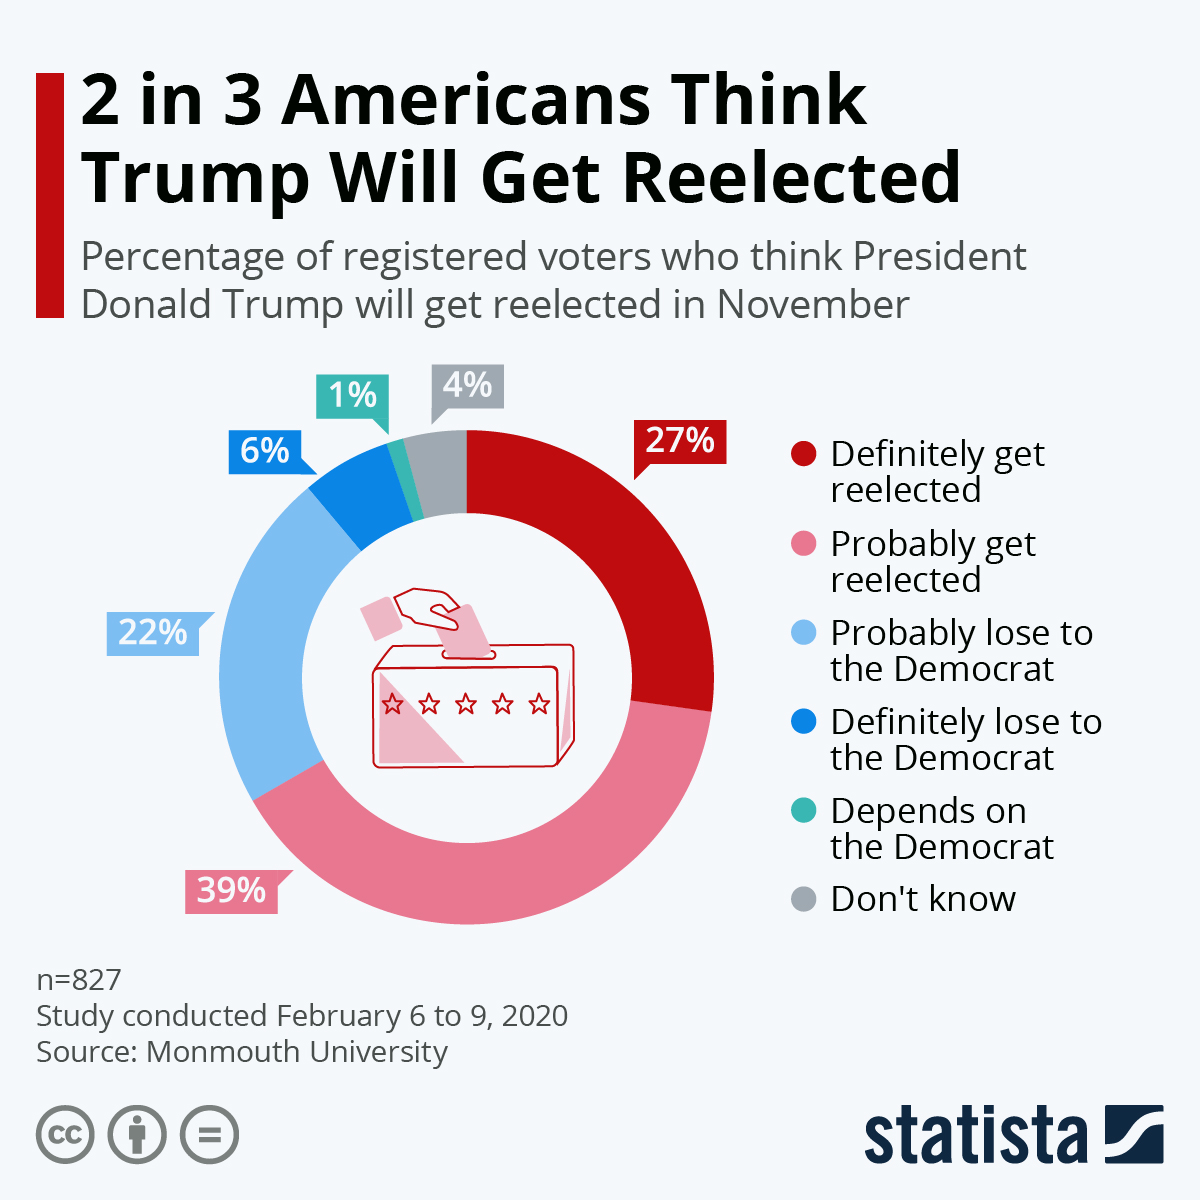 2 in 3 Americans Think
Trump Will Get Reelected
Percentage of registered voters who think President
Donald Trump will get reelected in November
1%
4%
6%
27%
22%
39%
Definitely get
reelected
Probably get
reelected
Probably lose to
the Democrat
Definitely lose to
the Democrat
Depends on
the Democrat
Don't know
n=827
Study conducted February 6 to 9, 2020
Source: Monmouth University
cc
statista